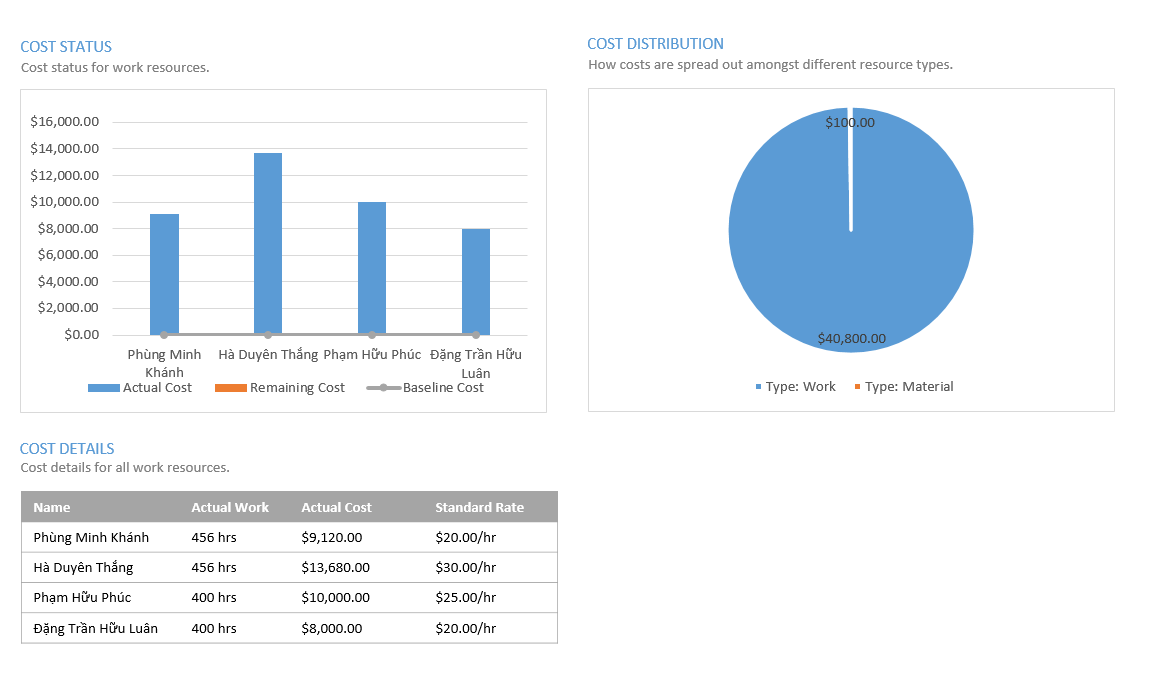 COST STATUS
Cost status for work resources.
$16,000.00
$14,000.00
$12,000.00
$10,000.00
$8,000.00
$6,000.00
$4,000.00
$2,000.00
$0.00
Phùng Minh Khánh
Hà Duyên Thắng
Phạm Hữu Phúc
Đặng Trần Hữu Luân
Actual Cost
Remaining Cost
Baseline Cost
COST DISTRIBUTION
How costs are spread out amongst different resource types.
$100.00
$40,800.00
Type: Work
Type: Material
COST DETAILS
Cost details for all work resources.
Name Actual Work Actual Cost Standard Rate
Phùng Minh Khánh 456 hrs $9,120.00 $20.00/hr
Hà Duyên Thắng 456 hrs $13,680.00 $30.00/hr
Phạm Hữu Phúc 400 hrs $10,000.00 $25.00/hr
Đặng Trần Hữu Luân 400 hrs $8,000.00 $20.00/hr